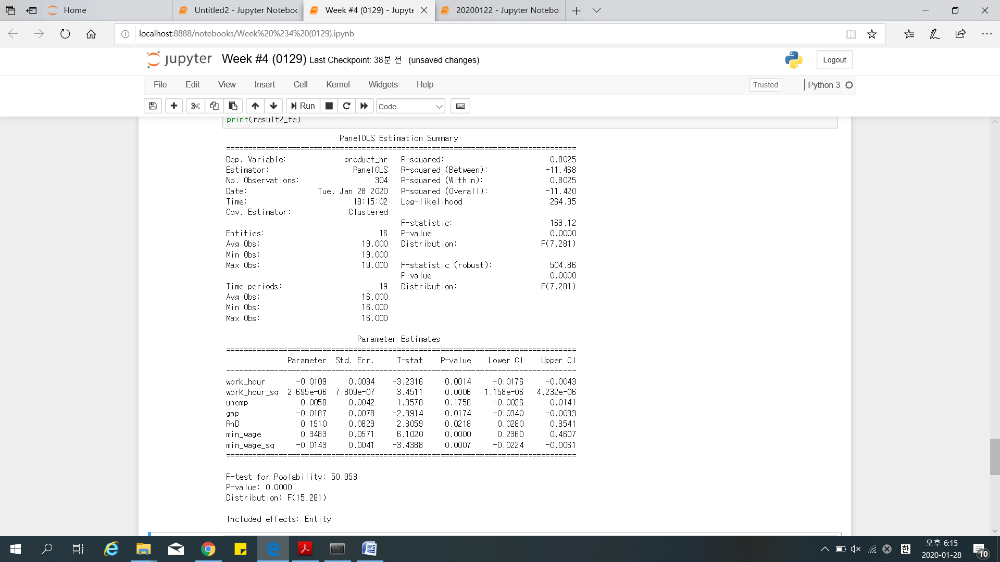 Home
Untitled2 - Jupyter Noteboo
Week #4 (0129) - Jupyte
20200122 - Jupyter Notebo
localhost:8888/notebooks/Week%20%234%20(0129).ipynb
jupyter Week #4 (0129) Last Checkpoint: 38분 전 (unsaved changes)
Logout
File Edit View Insert Cell Kernel Widgets Help
Trusted
Python 3
Run
Code
print(result2_fe)
PanelOLS Estimation Summary
================================================================================
Dep. Variable: product_hr R-squared: 0.8025
Estimator: PanelOLS R-squared (Between): -11.468
No. Observations: 304 R-squared (Within): 0.8025
Date: Tue, Jan 28 2020 R-squared (Overall): -11.420
Time: 18:15:02 Log-likelihood 264.35
Cov. Estimator: Clustered
F-statistic: 163.12
Entities: 16 P-value 0.0000
Avg Obs: 19.000 Distribution: F(7,281)
Min Obs: 19.000
Max Obs: 19.000 F-statistic (robust): 504.86
P-value 0.0000
Time periods: 19 Distribution: F(7,281)
Avg Obs: 16.000
Min Obs: 16.000
Max Obs: 16.000
Parameter Estimates
================================================================================
Parameter Std. Err. T-stat P-value Lower CI Upper CI
--------------------------------------------------------------------------------
work_hour -0.0109 0.0034 -3.2316 0.0014 -0.0176 -0.0043
work_hour_sq 2.695e-06 7.809e-07 3.4511 0.0006 1.158e-06 4.232e-06
unemp 0.0058 0.0042 1.3578 0.1756 -0.0026 0.0141
gap -0.0187 0.0078 -2.3914 0.0174 -0.0340 -0.0033
RnD 0.1910 0.0829 2.3059 0.0218 0.0280 0.3541
min_wage 0.3483 0.0571 6.1020 0.0000 0.2360 0.4607
min_wage_sq -0.0143 0.0041 -3.4388 0.0007 -0.0224 -0.0061
================================================================================
F-test for Poolability: 50.953
P-value: 0.0000
Distribution: F(15,281)
Included effects: Entity
한
오후 6:15
2020-01-28
10